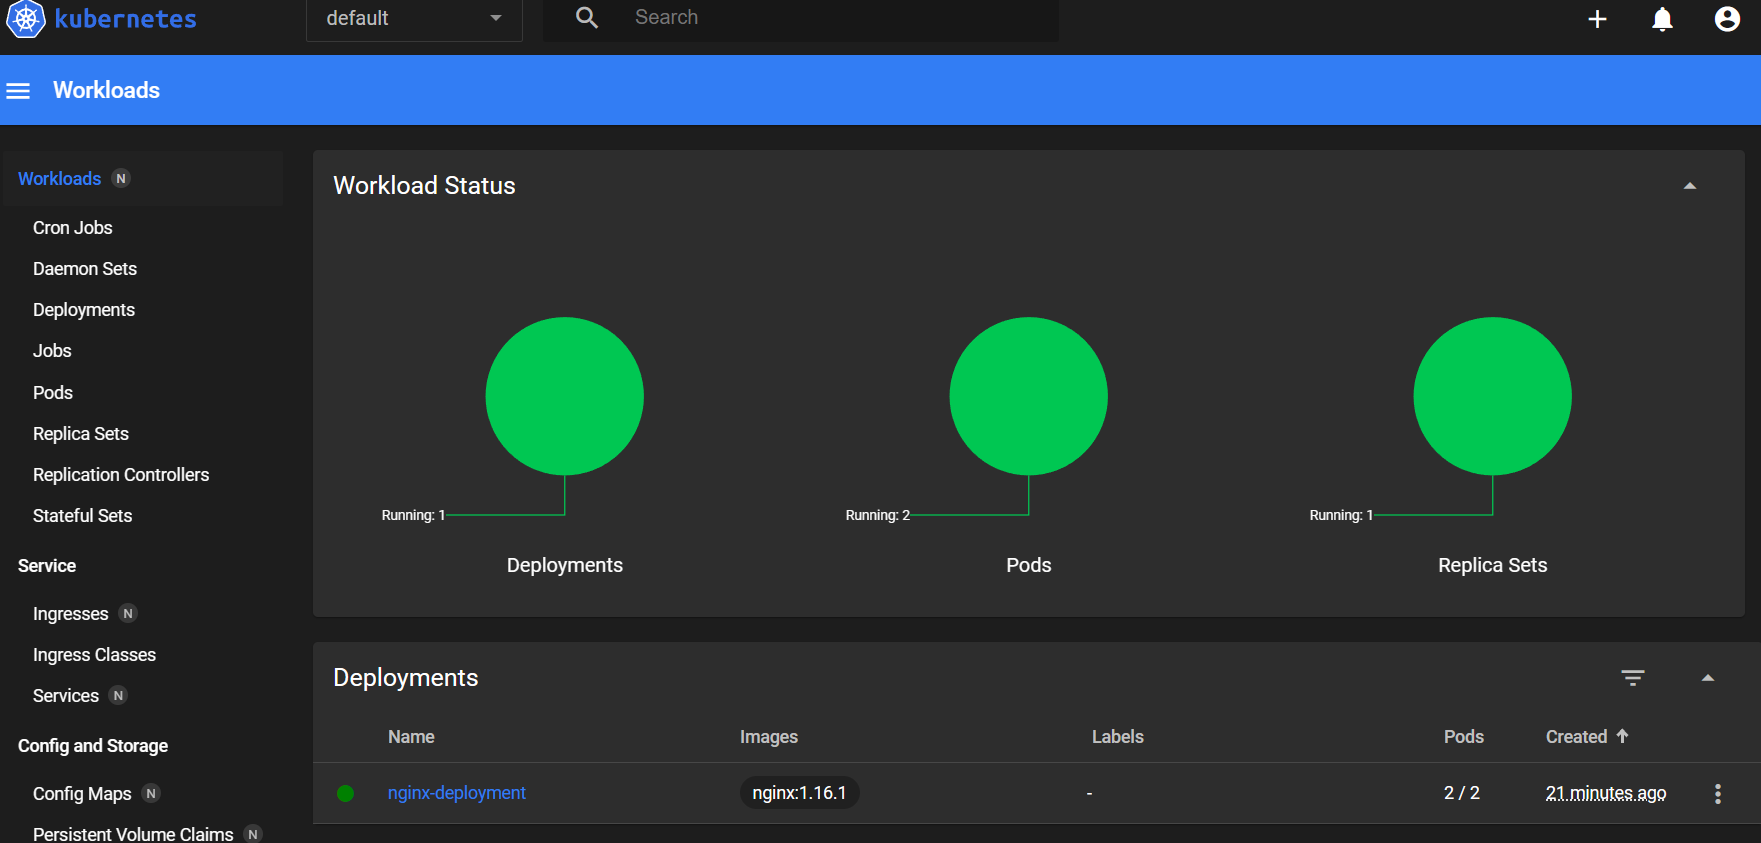 kubernetes
default
Search
Workloads
Workloads N
Cron Jobs
Daemon Sets
Deployments
Jobs
Pods
Replica Sets
Replication Controllers
Stateful Sets
Service
Ingresses N
Ingress Classes
Services N
Config and Storage
Config Maps N
Persistent Volume Claims N
Workload Status
Running: 1
Deployments
Running: 2
Pods
Running: 1
Replica Sets
Deployments
Name Images Labels Pods Created
nginx-deployment nginx:1.16.1 - 2 / 2 21 minutes ago